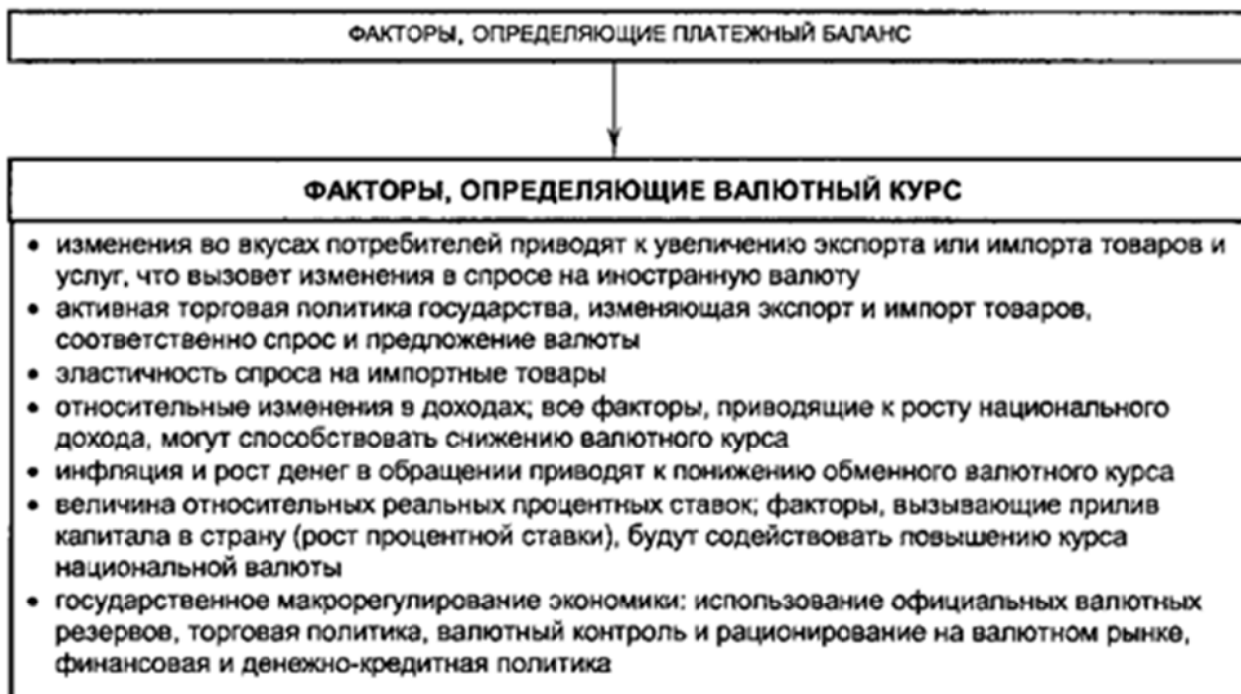 ФАКТОРЫ, ОПРЕДЕЛЯЮЩИЕ ПЛАТЕЖНЫЙ БАЛАНС
ФАКТОРЫ, ОПРЕДЕЛЯЮЩИЕ ВАЛЮТНЫЙ КУРС
• изменения во вкусах потребителей приводят к увеличению экспорта или импорта товаров и
услуг, что вызовет изменения в спросе на иностранную валюту
• активная торговая политика государства, изменяющая экспорт и импорт товаров,
соответственно спрос и предложение валюты
• эластичность спроса на импортные товары
• относительные изменения в доходах; все факторы, приводящие к росту национального
дохода, могут способствовать снижению валютного курса
• инфляция и рост денег в обращении приводят к понижению обменного валютного курса
• величина относительных реальных процентных ставок; факторы, вызывающие прилив
капитала в страну (рост процентной ставки), будут содействовать повышению курса
национальной валюты
• государственное макрорегулирование экономики: использование официальных валютных
резервов, торговая политика, валютный контроль и рационирование на валютном рынке,
финансовая и денежно-кредитная политика